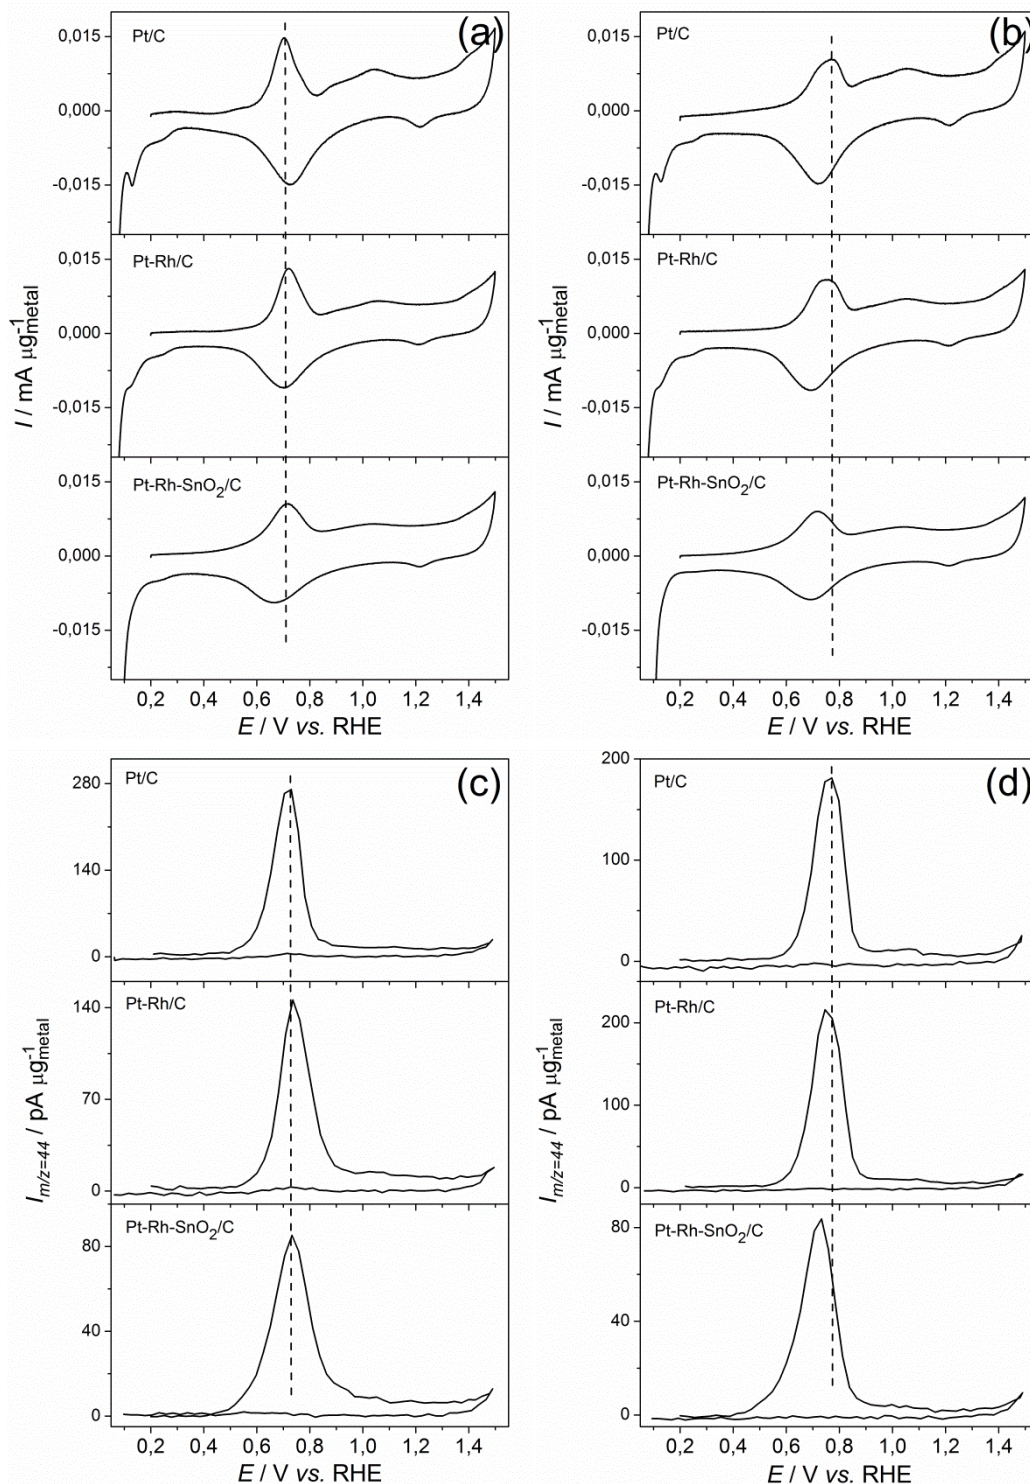 (a)
Pt/C
0,015
0,000
-0,015
Pt-Rh/C
0,015
0,000
-0,015
Pt-Rh-SnO2/C
0,015
0,000
-0,015
I / mA μg-1metal
0,2 0,4 0,6 0,8 1,0 1,2 1,4
E / V vs. RHE
(b)
Pt/C
0,015
0,000
-0,015
Pt-Rh/C
0,015
0,000
-0,015
Pt-Rh-SnO2/C
0,015
0,000
-0,015
I / mA μg-1metal
0,2 0,4 0,6 0,8 1,0 1,2 1,4
E / V vs. RHE
(c)
Pt/C
280
140
0
Pt-Rh/C
140
70
0
Pt-Rh-SnO2/C
80
40
0
Im/z=44 / pA μg-1metal
0,2 0,4 0,6 0,8 1,0 1,2 1,4
E / V vs. RHE
(d)
200
Pt/C
100
0
Pt-Rh/C
200
100
0
Pt-Rh-SnO2/C
80
40
0
Im/z=44 / pA μg-1metal
0,2 0,4 0,6 0,8 1,0 1,2 1,4
E / V vs. RHE